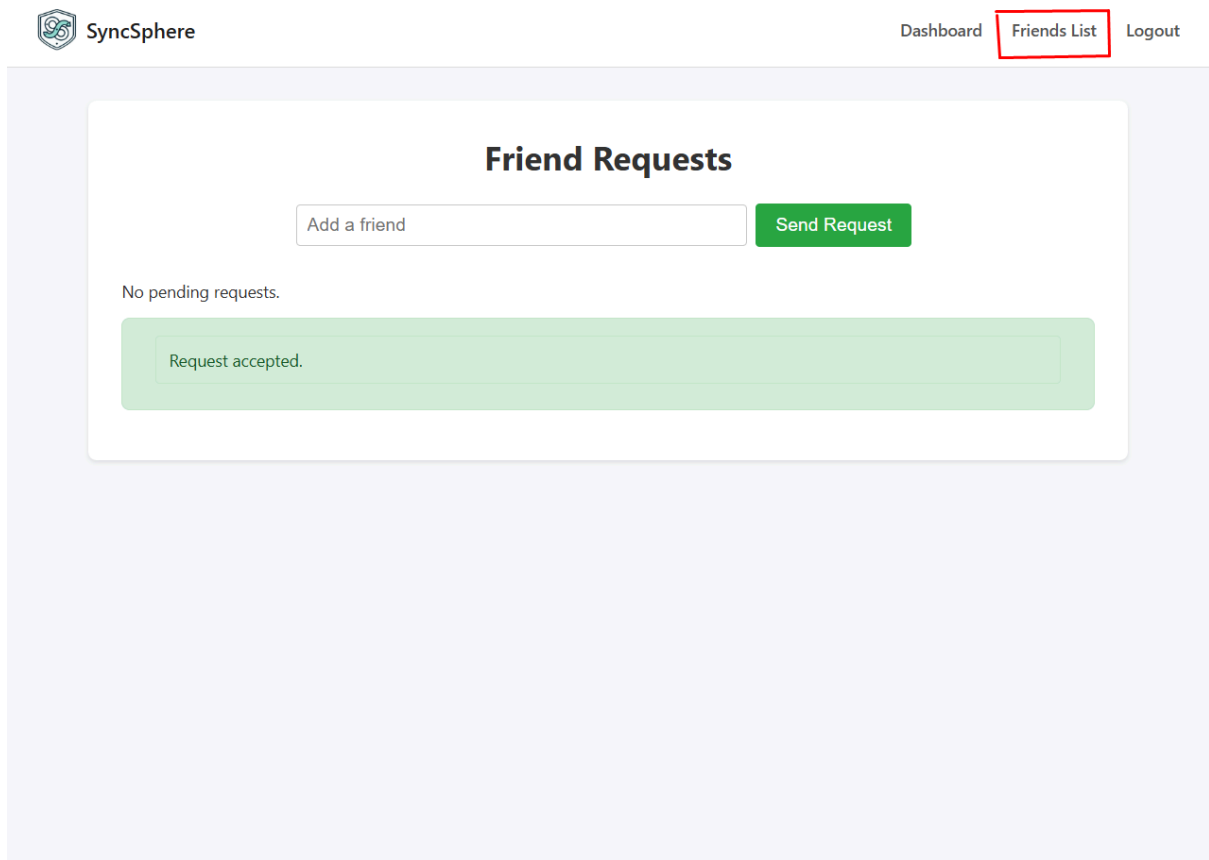 SyncSphere Dashboard Friends List Logout
Friend Requests
Add a friend Send Request
No pending requests.
Request accepted.